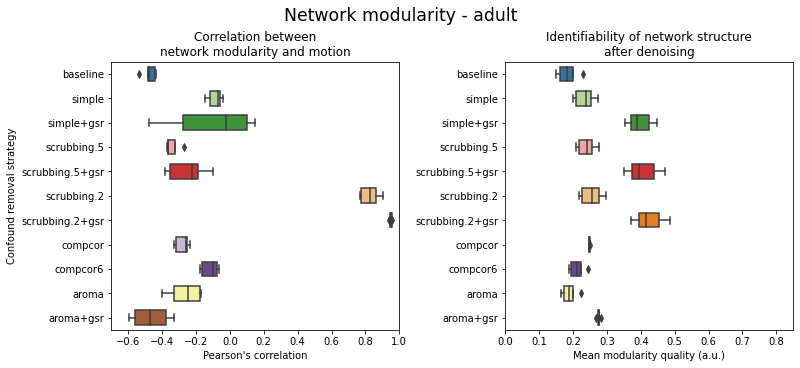 Network modularity - adult
Correlation between
network modularity and motion
Confound removal strategy
baseline
simple
simple+gsr
scrubbing.5
scrubbing.5+gsr
scrubbing.2
scrubbing.2+gsr
compcor
compcor6
aroma
aroma+gsr
−0.6 −0.4 −0.2 0.0 0.2 0.4 0.6 0.8 1.0
Pearson's correlation
Identifiability of network structure
after denoising
baseline
simple
simple+gsr
scrubbing.5
scrubbing.5+gsr
scrubbing.2
scrubbing.2+gsr
compcor
compcor6
aroma
aroma+gsr
0.0 0.1 0.2 0.3 0.4 0.5 0.6 0.7 0.8
Mean modularity quality (a.u.)